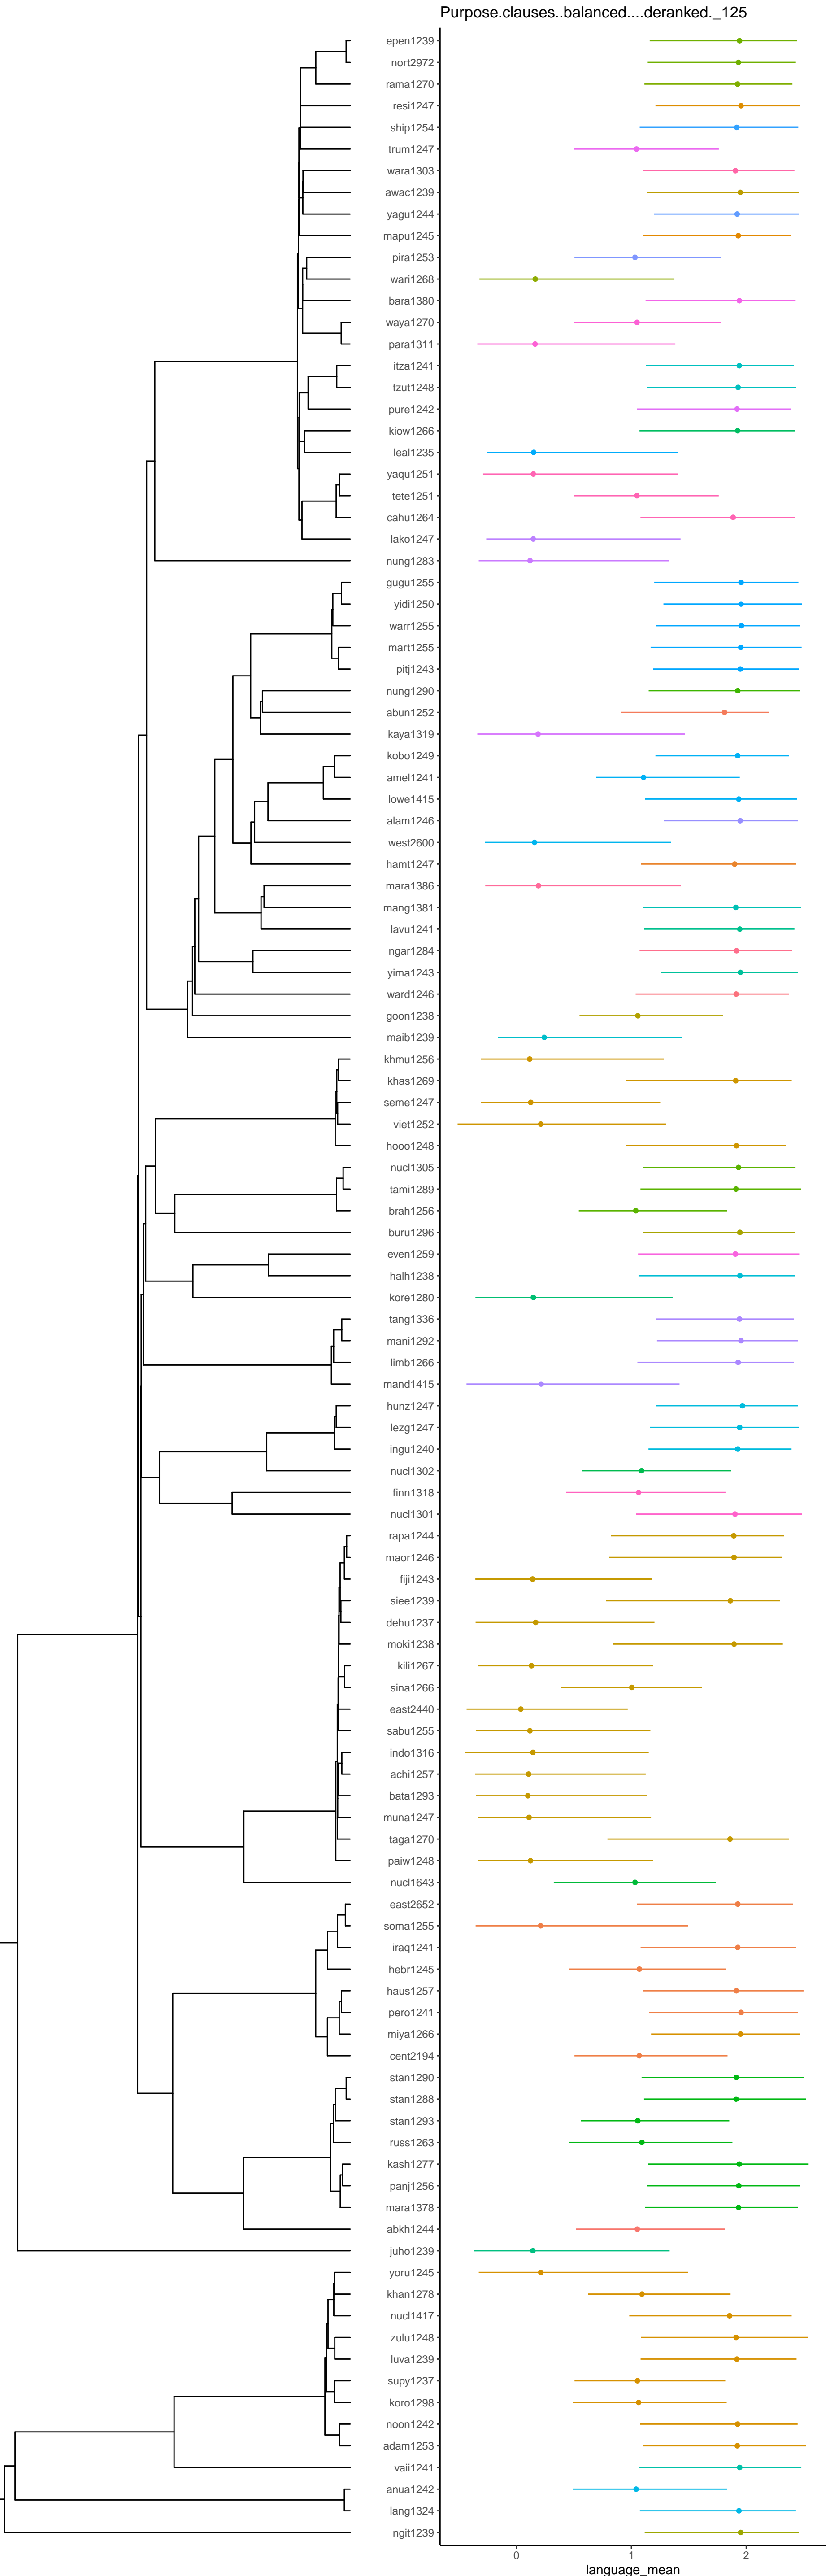 Purpose.clauses..balanced....deranked._125
epen1239
nort2972
rama1270
resi1247
ship1254
trum1247
wara1303
awac1239
yagu1244
mapu1245
pira1253
wari1268
bara1380
waya1270
para1311
itza1241
tzut1248
pure1242
kiow1266
leal1235
yaqu1251
tete1251
cahu1264
lako1247
nung1283
gugu1255
yidi1250
warr1255
mart1255
pitj1243
nung1290
abun1252
kaya1319
kobo1249
amel1241
lowe1415
alam1246
west2600
hamt1247
mara1386
mang1381
lavu1241
ngar1284
yima1243
ward1246
goon1238
maib1239
khmu1256
khas1269
seme1247
viet1252
hooo1248
nucl1305
tami1289
brah1256
buru1296
even1259
halh1238
kore1280
tang1336
mani1292
limb1266
mand1415
hunz1247
lezg1247
ingu1240
nucl1302
finn1318
nucl1301
rapa1244
maor1246
fiji1243
siee1239
dehu1237
moki1238
kili1267
sina1266
east2440
sabu1255
indo1316
achi1257
bata1293
muna1247
taga1270
paiw1248
nucl1643
east2652
soma1255
iraq1241
hebr1245
haus1257
pero1241
miya1266
cent2194
stan1290
stan1288
stan1293
russ1263
kash1277
panj1256
mara1378
abkh1244
juho1239
yoru1245
khan1278
nucl1417
zulu1248
luva1239
supy1237
koro1298
noon1242
adam1253
vaii1241
anua1242
lang1324
ngit1239
0 1 2
language_mean